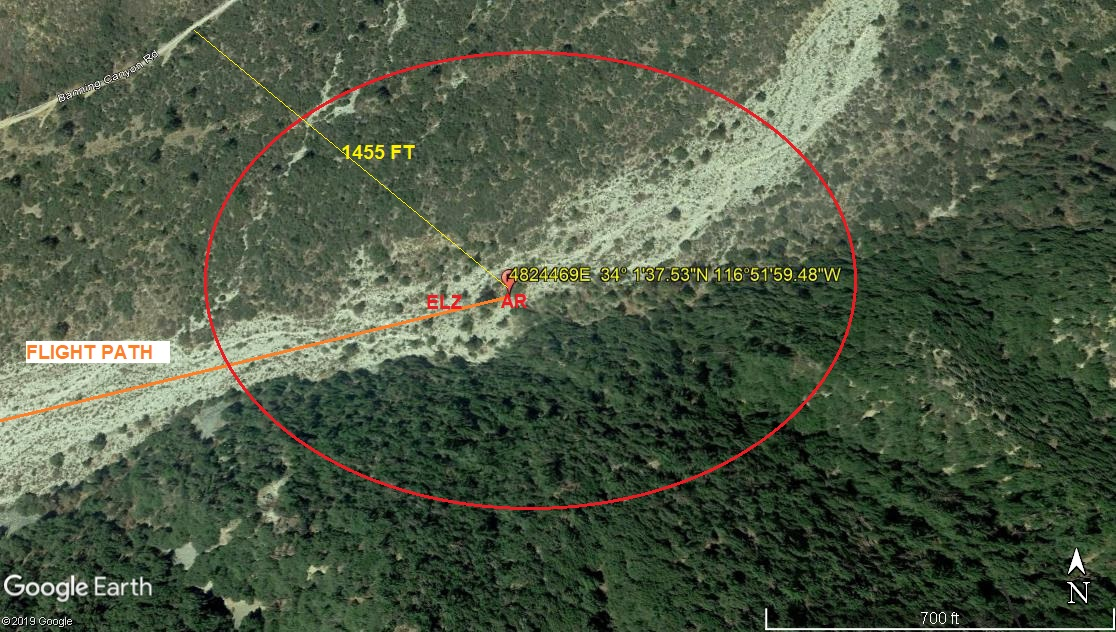 Banning Canyon Rd
1455 FT
4824469E  34° 1'37.53"N 116°51'59.48"W
ELZ AR
FLIGHT PATH
Google Earth
©2019 Google
N
700 ft